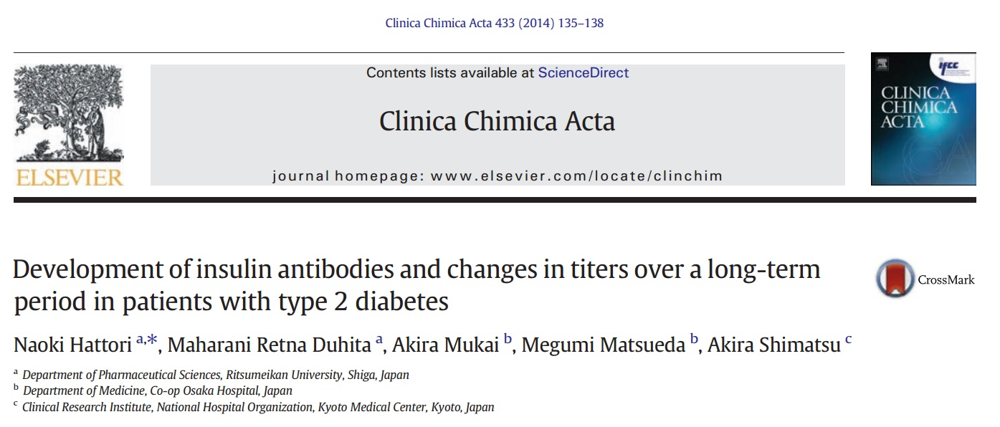 Clinica Chimica Acta 433 (2014) 135–138
Contents lists available at ScienceDirect
Clinica Chimica Acta
journal homepage: www.elsevier.com/locate/clinchim
ELSEVIER
ifcc
CLINICA
CHIMICA
ACTA
Development of insulin antibodies and changes in titers over a long-term
period in patients with type 2 diabetes
CrossMark
Naoki Hattori a,*, Maharani Retna Duhita a, Akira Mukai b, Megumi Matsueda b, Akira Shimatsu c
a Department of Pharmaceutical Sciences, Ritsumeikan University, Shiga, Japan
b Department of Medicine, Co-op Osaka Hospital, Japan
c Clinical Research Institute, National Hospital Organization, Kyoto Medical Center, Kyoto, Japan